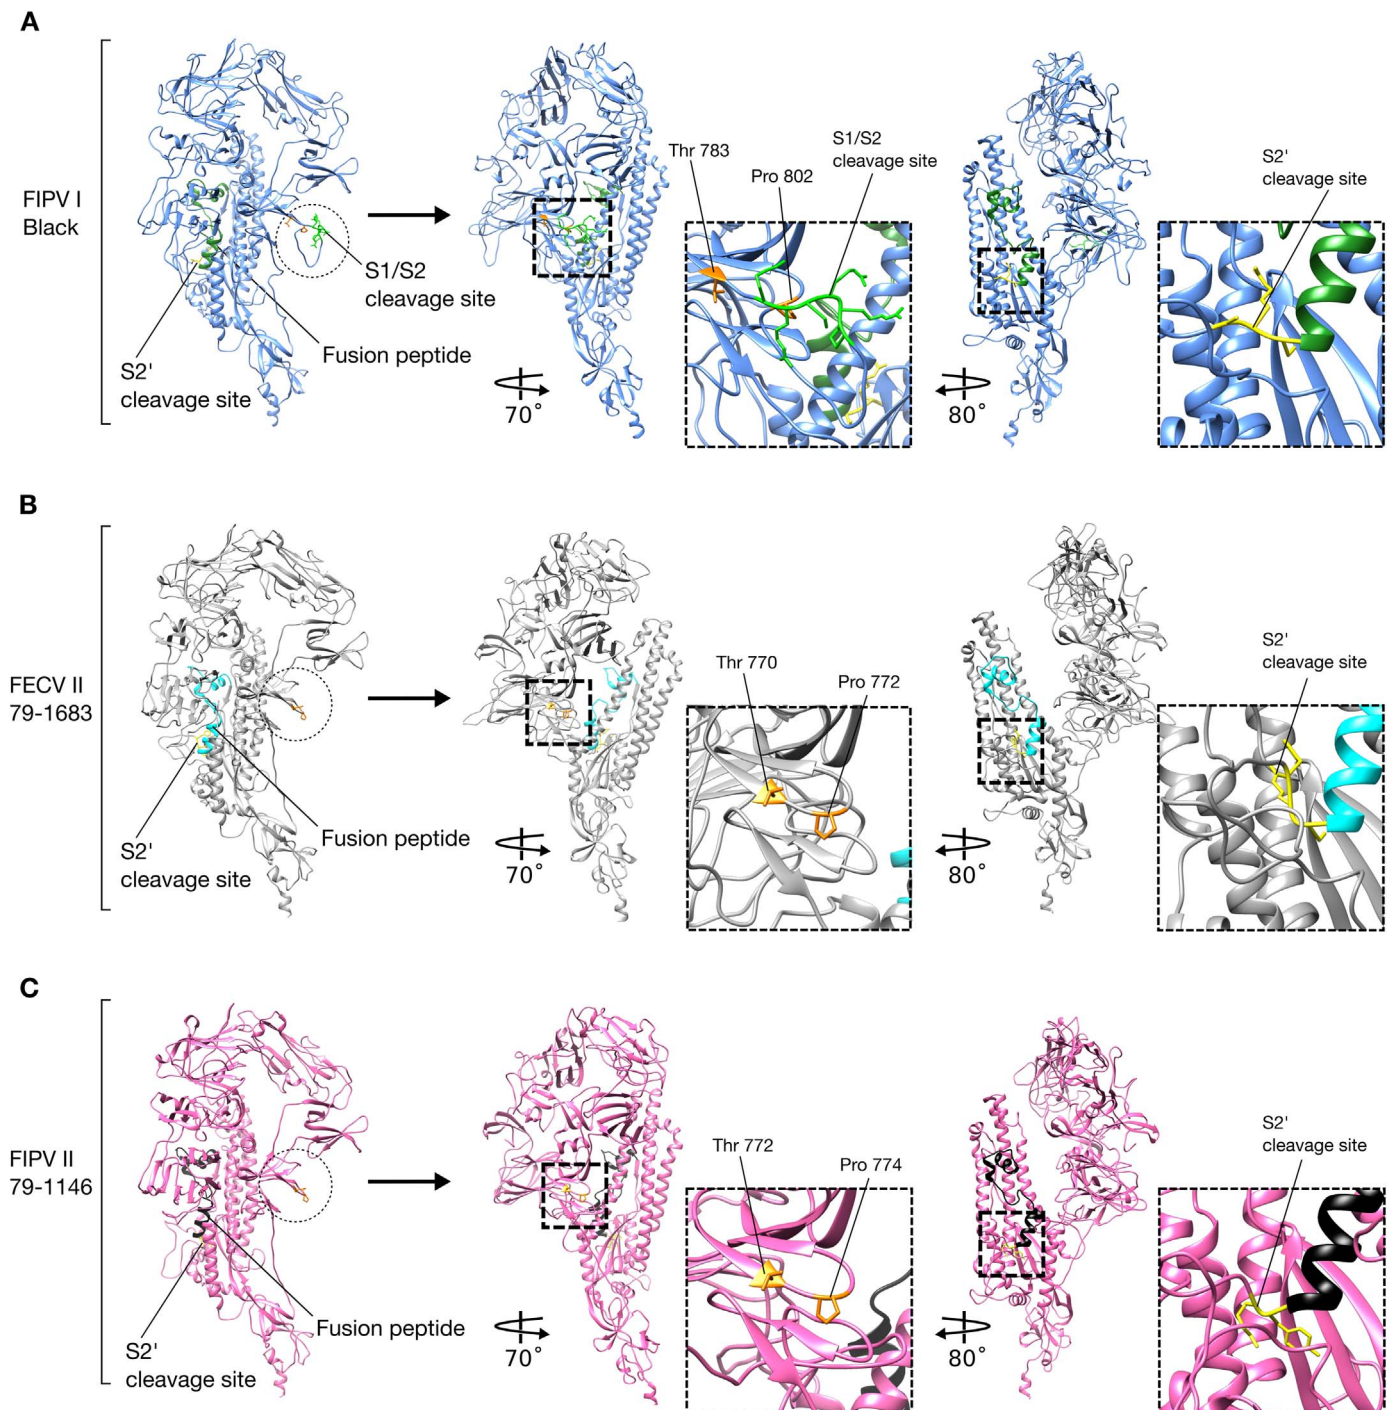 A
FIPV I
Black
S2'
cleavage site
Fusion peptide
S1/S2
cleavage site
70°
Thr 783
Pro 802
S1/S2
cleavage site
80°
S2'
cleavage site
B
FECV II
79-1683
S2'
cleavage site
Fusion peptide
70°
Thr 770
Pro 772
80°
S2'
cleavage site
C
FIPV II
79-1146
S2'
cleavage site
Fusion peptide
70°
Thr 772
Pro 774
80°
S2'
cleavage site